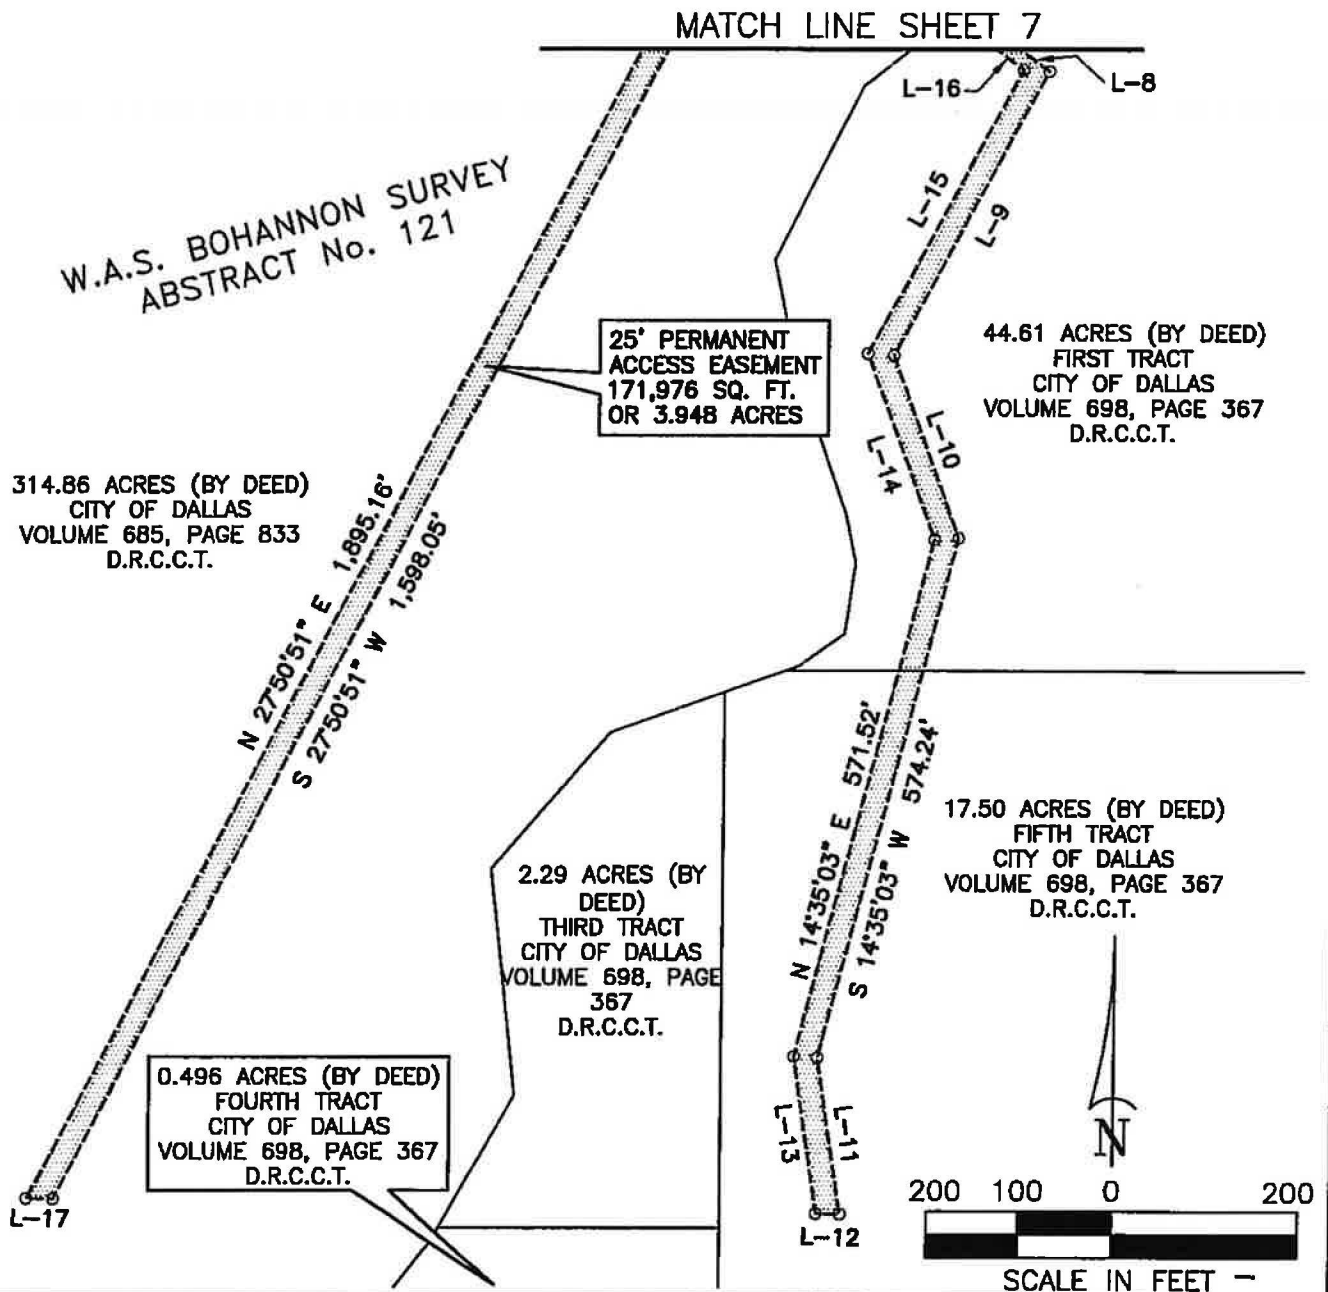 MATCH LINE SHEET 7
L-16
L-8
W.A.S. BOHANNON SURVEY
ABSTRACT No. 121
L-15
L-9
25' PERMANENT
ACCESS EASEMENT
171,976 SQ. FT.
OR 3.948 ACRES
44.61 ACRES (BY DEED)
FIRST TRACT
CITY OF DALLAS
VOLUME 698, PAGE 367
D.R.C.C.T.
L-10
L-14
314.86 ACRES (BY DEED)
CITY OF DALLAS
VOLUME 685, PAGE 833
D.R.C.C.T.
N 27°50'51" E 1,895.16'
S 27°50'51" W 1,598.05'
N 14°35'03" E 571.52'
S 14°35'03" W 574.24'
17.50 ACRES (BY DEED)
FIFTH TRACT
CITY OF DALLAS
VOLUME 698, PAGE 367
D.R.C.C.T.
2.29 ACRES (BY
DEED)
THIRD TRACT
CITY OF DALLAS
VOLUME 698, PAGE
367
D.R.C.C.T.
0.496 ACRES (BY DEED)
FOURTH TRACT
CITY OF DALLAS
VOLUME 698, PAGE 367
D.R.C.C.T.
L-13
L-11
N
L-17
L-12
200 100 0 200
SCALE IN FEET -